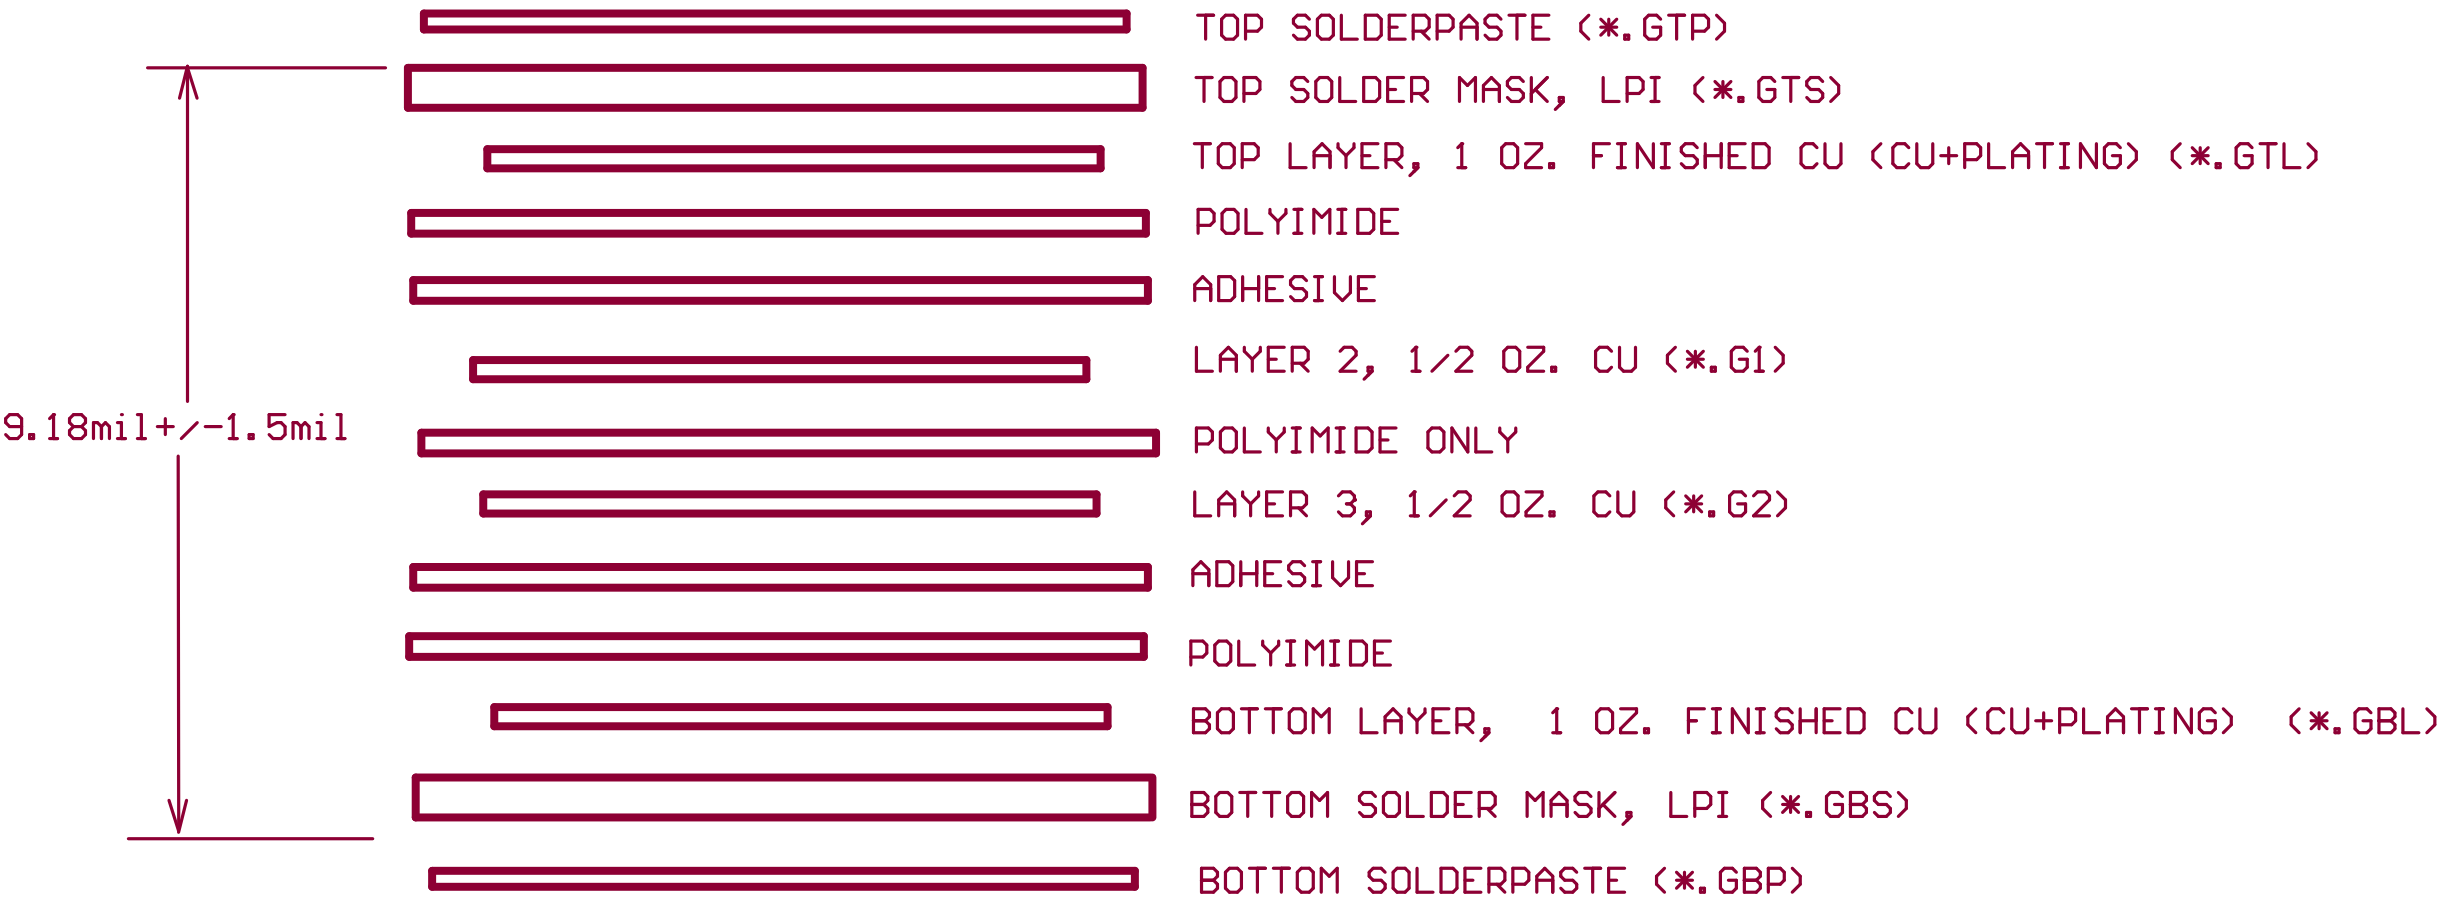 TOP SOLDERPASTE (*.GTP)
TOP SOLDER MASK, LPI (*.GTS)
TOP LAYER, 1 OZ. FINISHED CU (CU+PLATING) (*.GTL)
POLYIMIDE
ADHESIVE
LAYER 2, 1/2 OZ. CU (*.G1)
9.18mil+/-1.5mil
POLYIMIDE ONLY
LAYER 3, 1/2 OZ. CU (*.G2)
ADHESIVE
POLYIMIDE
BOTTOM LAYER, 1 OZ. FINISHED CU (CU+PLATING) (*.GBL)
BOTTOM SOLDER MASK, LPI (*.GBS)
BOTTOM SOLDERPASTE (*.GBP)